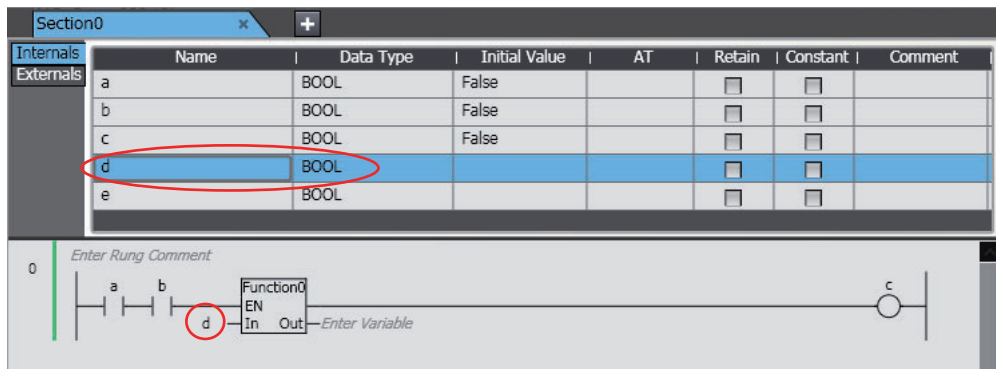 Section0 × +
Internals
Externals
Name Data Type Initial Value AT Retain Constant Comment
a BOOL False
b BOOL False
c BOOL False
d BOOL
e BOOL
0 Enter Rung Comment
a b Function0 c
EN
d In Out Enter Variable